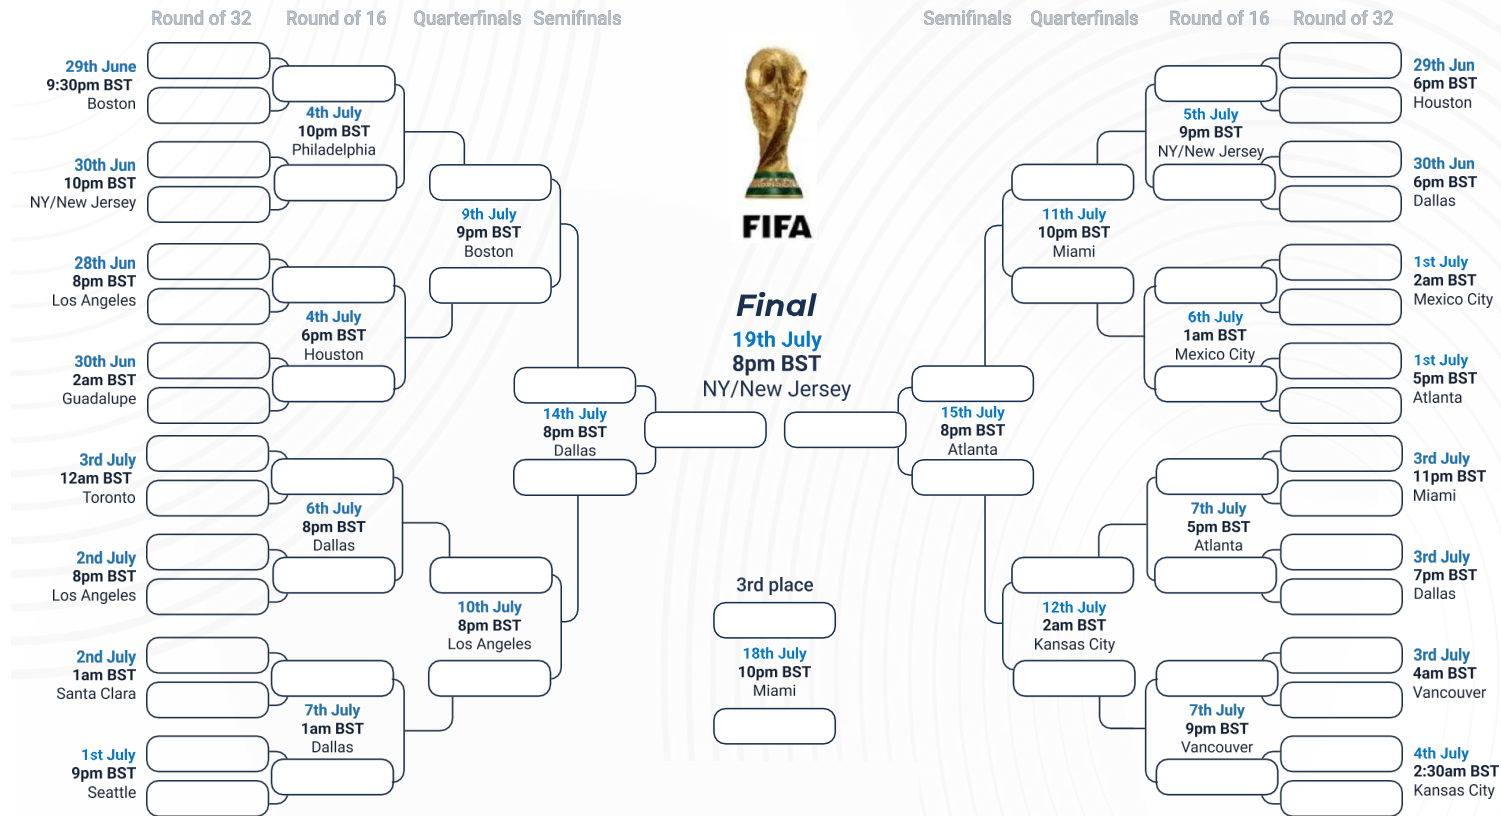 Round of 32
Round of 16
Quarterfinals
Semifinals
Semifinals
Quarterfinals
Round of 16
Round of 32
29th June
9:30pm BST
Boston
30th Jun
10pm BST
NY/New Jersey
28th Jun
8pm BST
Los Angeles
30th Jun
2am BST
Guadalupe
3rd July
12am BST
Toronto
2nd July
8pm BST
Los Angeles
2nd July
1am BST
Santa Clara
1st July
9pm BST
Seattle
4th July
10pm BST
Philadelphia
4th July
6pm BST
Houston
6th July
8pm BST
Dallas
7th July
1am BST
Dallas
9th July
9pm BST
Boston
10th July
8pm BST
Los Angeles
14th July
8pm BST
Dallas
FIFA
Final
19th July
8pm BST
NY/New Jersey
3rd place
18th July
10pm BST
Miami
15th July
8pm BST
Atlanta
11th July
10pm BST
Miami
12th July
2am BST
Kansas City
5th July
9pm BST
NY/New Jersey
6th July
1am BST
Mexico City
7th July
5pm BST
Atlanta
7th July
9pm BST
Vancouver
29th Jun
6pm BST
Houston
30th Jun
6pm BST
Dallas
1st July
2am BST
Mexico City
1st July
5pm BST
Atlanta
3rd July
11pm BST
Miami
3rd July
7pm BST
Dallas
3rd July
4am BST
Vancouver
4th July
2:30am BST
Kansas City